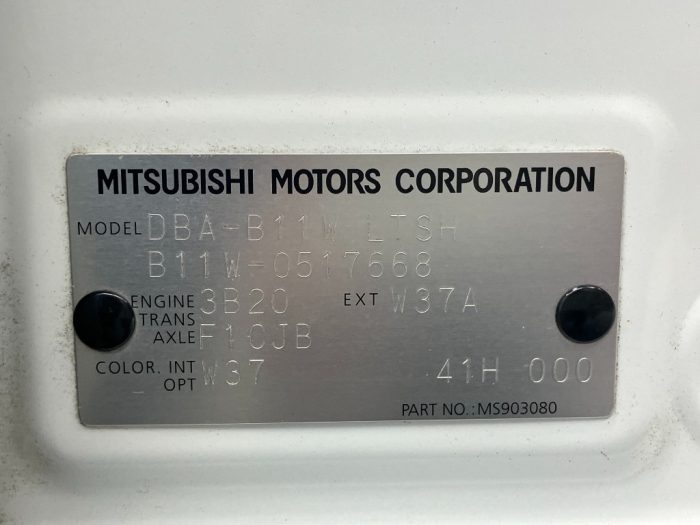 MITSUBISHI MOTORS CORPORATION
MODEL DBA-B11W LTSH
B11W-0517668
ENGINE 3B20 EXT W37A
TRANS
AXLE F1CJB
COLOR. INT W37 41H 000
OPT
PART NO.: MS903080